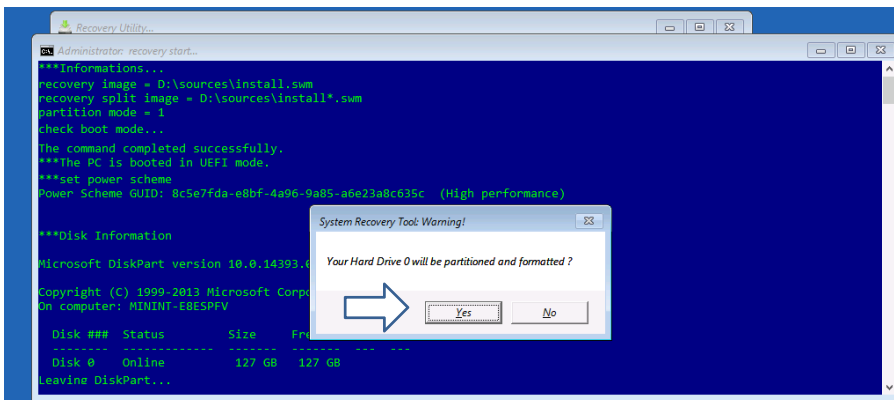 Recovery Utility...
Administrator: recovery start...
***Informations...
recovery image = D:\sources\install.swm
recovery split image = D:\sources\install*.swm
partition mode = 1
check boot mode...
The command completed successfully.
***The PC is booted in UEFI mode.
***set power scheme
Power Scheme GUID: 8c5e7fda-e8bf-4a96-9a85-a6e23a8c635c (High performance)
System Recovery Tool: Warning!
***Disk Information
Your Hard Drive 0 will be partitioned and formatted ?
Microsoft DiskPart version 10.0.14393.
Copyright (C) 1999-2013 Microsoft Corpo
On computer: MININT-E8ESPFV
Yes No
Disk ### Status Size Fre
-------- ------------- ------- ------- --- ---
Disk 0 Online 127 GB 127 GB
Leaving DiskPart...